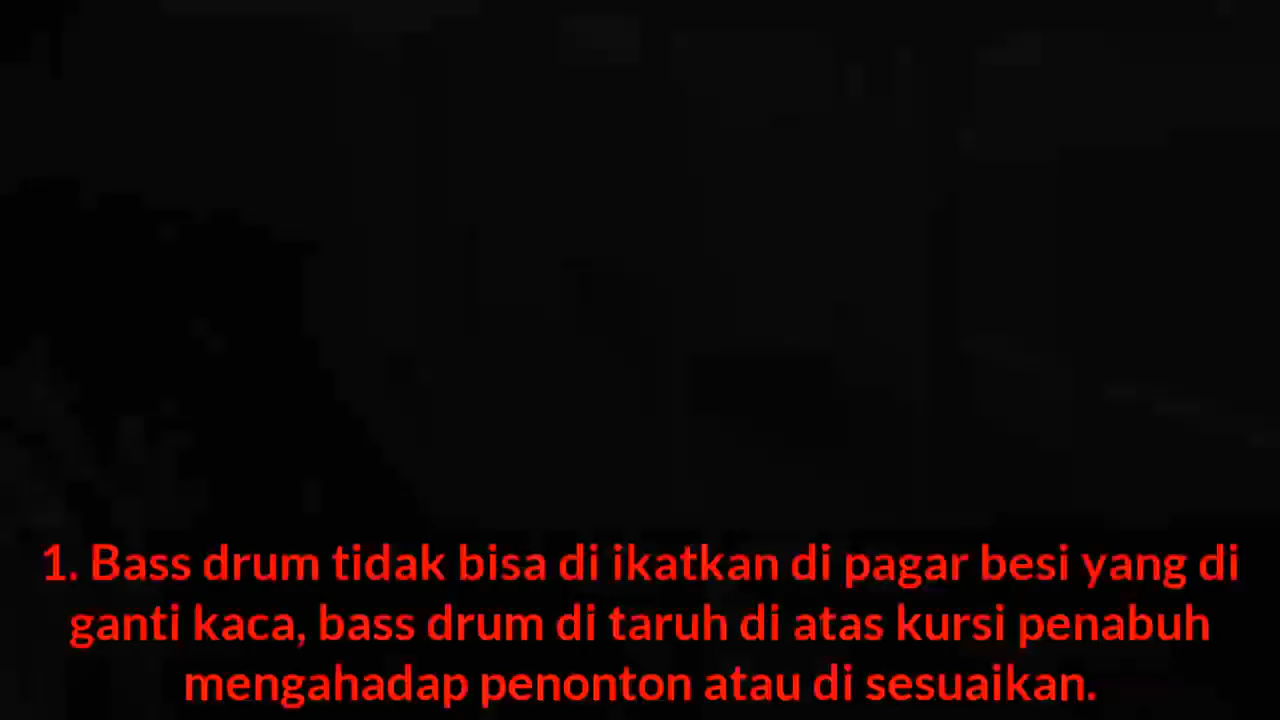 1. Bass drum tidak bisa di ikatkan di pagar besi yang di
ganti kaca, bass drum di taruh di atas kursi penabuh
mengahadap penonton atau di sesuaikan.